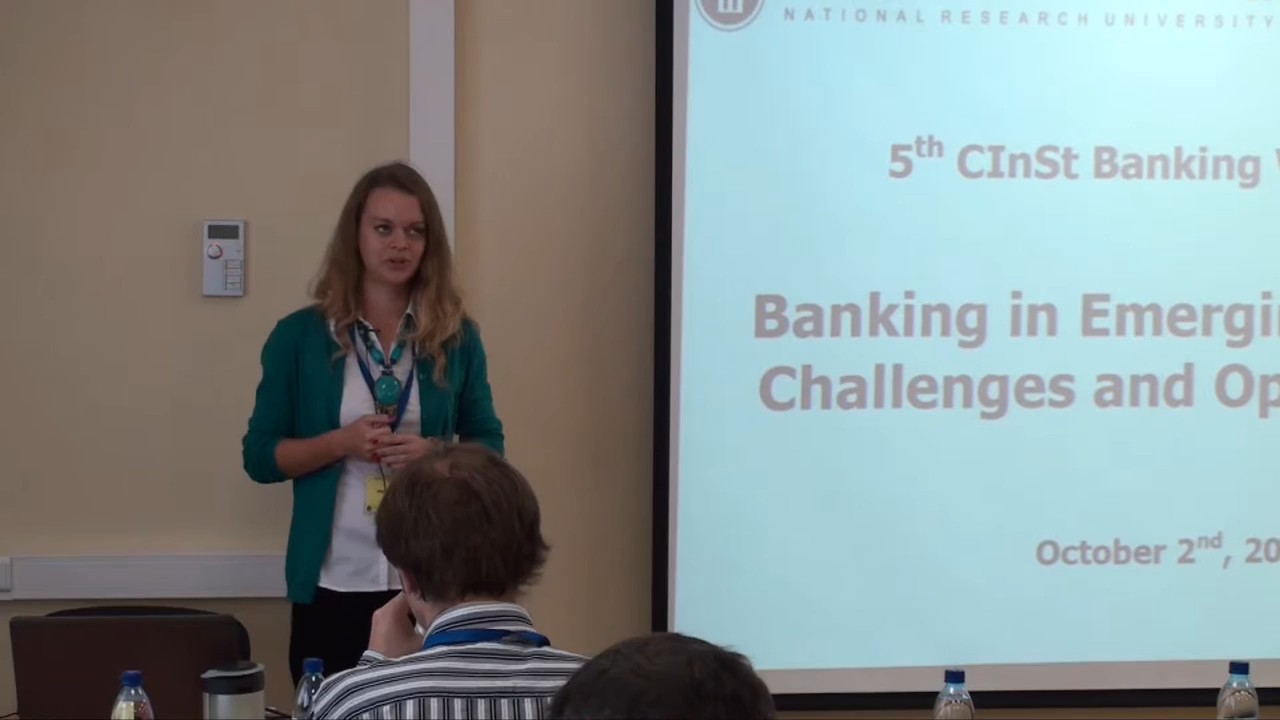 NATIONAL RESEARCH UNIVERSITY
5th CInSt Banking
Banking in Emergi
Challenges and Op
October 2nd, 20